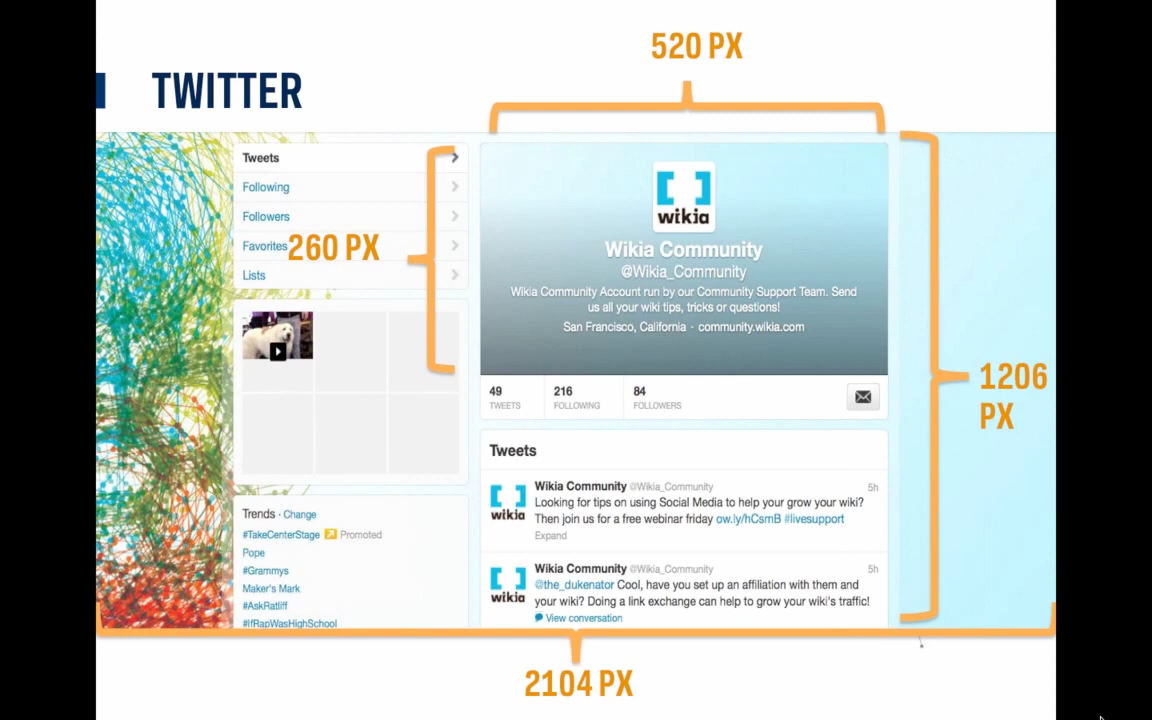 520 PX
TWITTER
Tweets
Following
Followers
Favorites
Lists
260 PX
wikia
Wikia Community
@Wikia_Community
Wikia Community Account run by our Community Support Team. Send
us all your wiki tips, tricks or questions!
San Francisco, California · community.wikia.com
49
TWEETS
216
FOLLOWING
84
FOLLOWERS
1206
PX
Tweets
wikia
Wikia Community @Wikia_Community 5h
Looking for tips on using Social Media to help your grow your wiki?
Then join us for a free webinar friday ow.ly/hCsmB #livesupport
Expand
wikia
Wikia Community @Wikia_Community 5h
@the_dukenator Cool, have you set up an affiliation with them and
your wiki? Doing a link exchange can help to grow your wiki's traffic!
View conversation
Trends · Change
#TakeCenterStage Promoted
Pope
#Grammys
Maker's Mark
#AskRatliff
#IfRapWasHighSchool
2104 PX